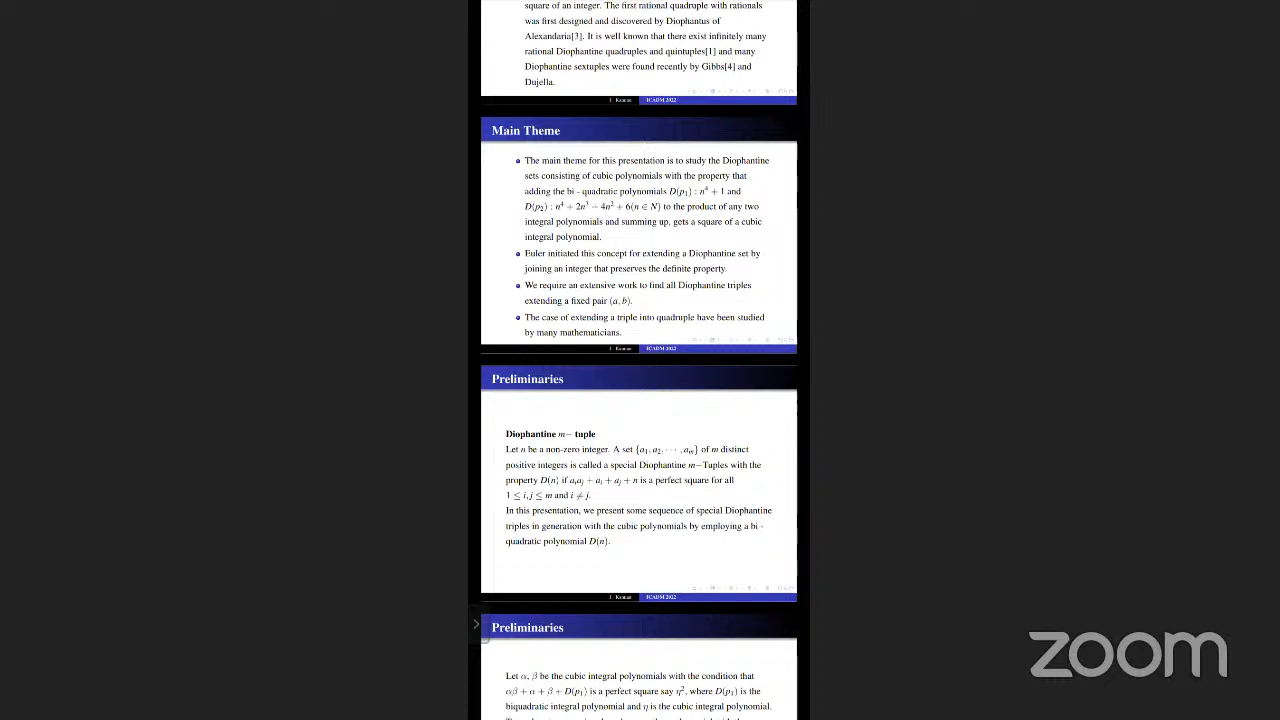 square of an integer. The first rational quadruple with rationals
was first designed and discovered by Diophantus of
Alexandaria[3]. It is well known that there exist infinitely many
rational Diophantine quadruples and quintuples[1] and many
Diophantine sextuples were found recently by Gibbs[4] and
Dujella.
J. Kannan ICADM 2022
Main Theme
The main theme for this presentation is to study the Diophantine
sets consisting of cubic polynomials with the property that
adding the bi - quadratic polynomials D(p₁) : n⁴ + 1 and
D(p₂) : n⁴ + 2n³ − 4n² + 6(n ∈ N) to the product of any two
integral polynomials and summing up, gets a square of a cubic
integral polynomial.
Euler initiated this concept for extending a Diophantine set by
joining an integer that preserves the definite property.
We require an extensive work to find all Diophantine triples
extending a fixed pair (a, b).
The case of extending a triple into quadruple have been studied
by many mathematicians.
J. Kannan ICADM 2022
Preliminaries
Diophantine m− tuple
Let n be a non-zero integer. A set {a₁, a₂, ··· , aₘ} of m distinct
positive integers is called a special Diophantine m−Tuples with the
property D(n) if aᵢaⱼ + aᵢ + aⱼ + n is a perfect square for all
1 ≤ i, j ≤ m and i ≠ j.
In this presentation, we present some sequence of special Diophantine
triples in generation with the cubic polynomials by employing a bi -
quadratic polynomial D(n).
J. Kannan ICADM 2022
Preliminaries
Let α, β be the cubic integral polynomials with the condition that
αβ + α + β + D(p₁) is a perfect square say η², where D(p₁) is the
biquadratic integral polynomial and η is the cubic integral polynomial.
zoom